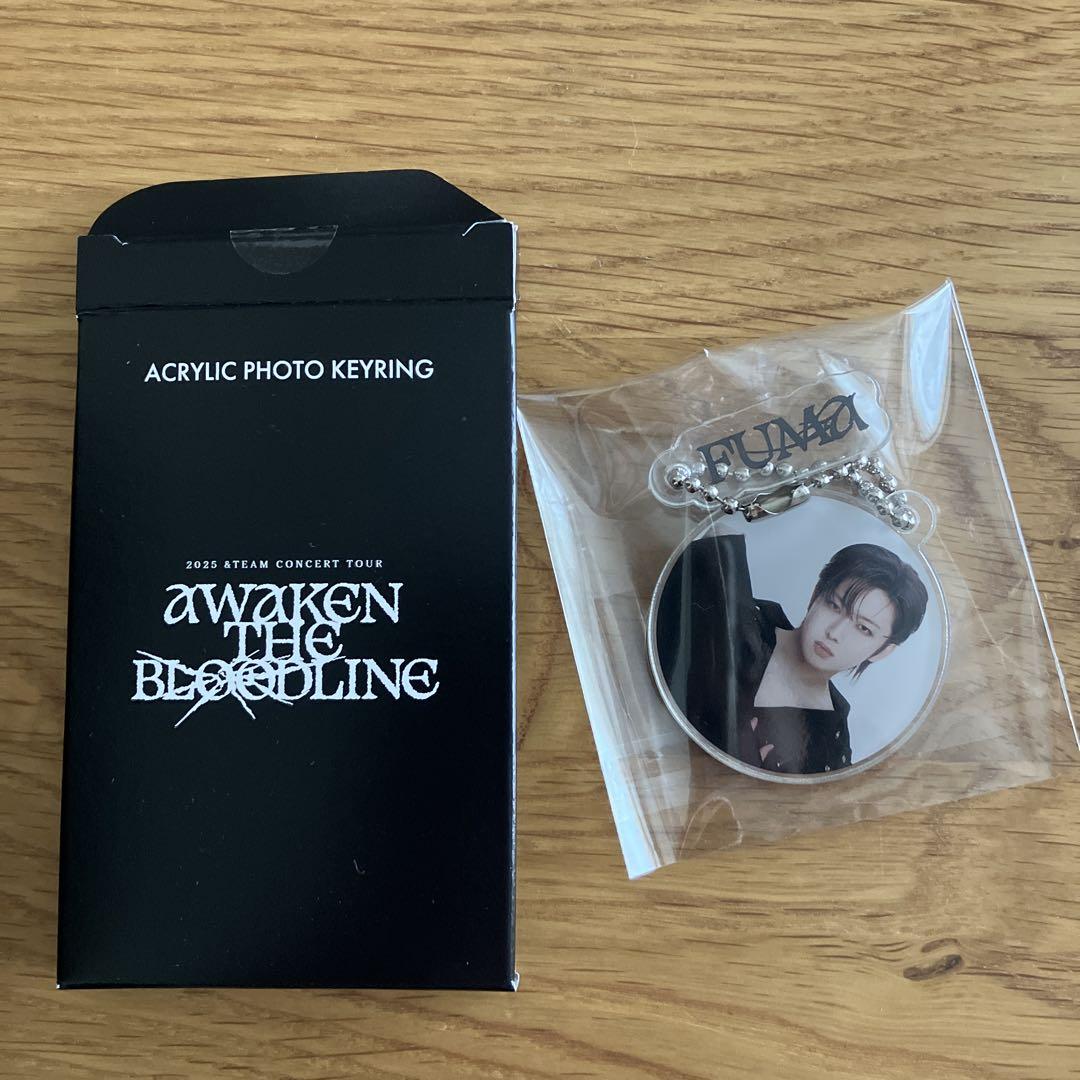 ACRYLIC PHOTO KEYRING
2025 &TEAM CONCERT TOUR
AWAKEN
THE
BLOODLINE
FUMA